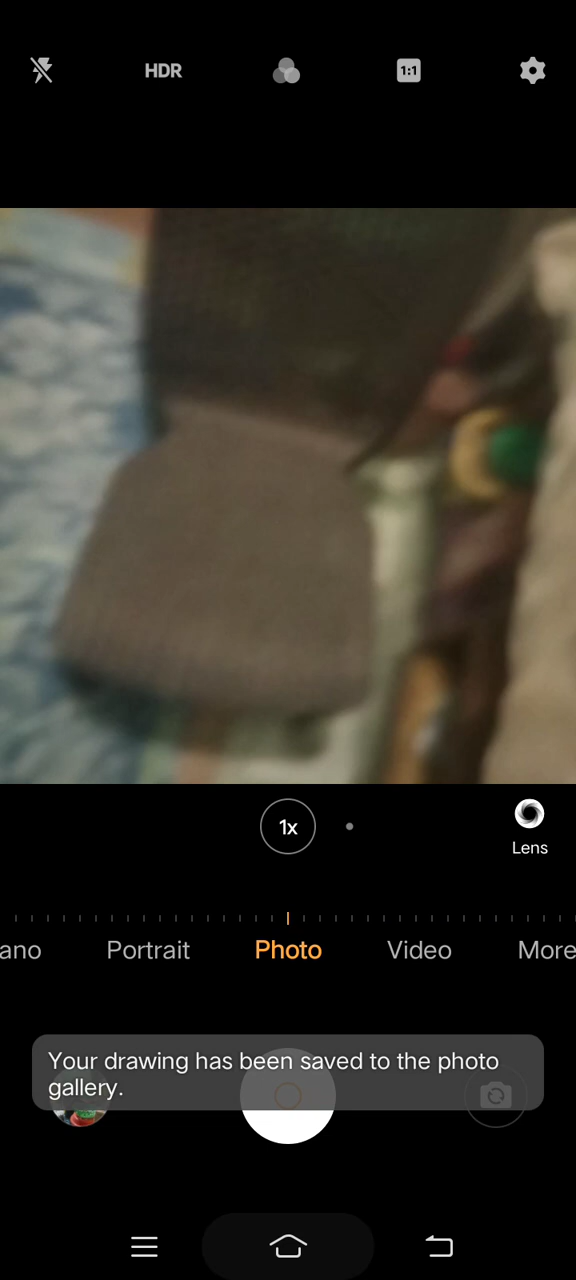 HDR
1:1
1x
Lens
ano Portrait Photo Video More
Your drawing has been saved to the photo
gallery.